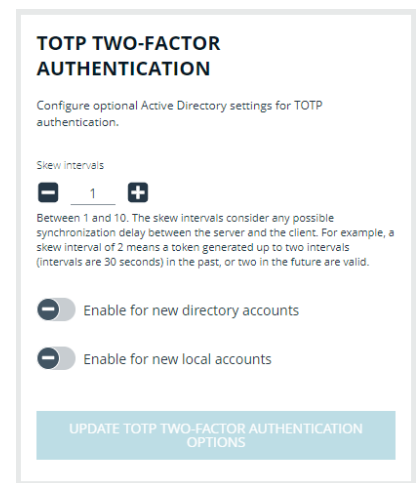 TOTP TWO-FACTOR
AUTHENTICATION
Configure optional Active Directory settings for TOTP
authentication.
Skew intervals
1
Between 1 and 10. The skew intervals consider any possible
synchronization delay between the server and the client. For example, a
skew interval of 2 means a token generated up to two intervals
(intervals are 30 seconds) in the past, or two in the future are valid.
Enable for new directory accounts
Enable for new local accounts
UPDATE TOTP TWO-FACTOR AUTHENTICATION
OPTIONS